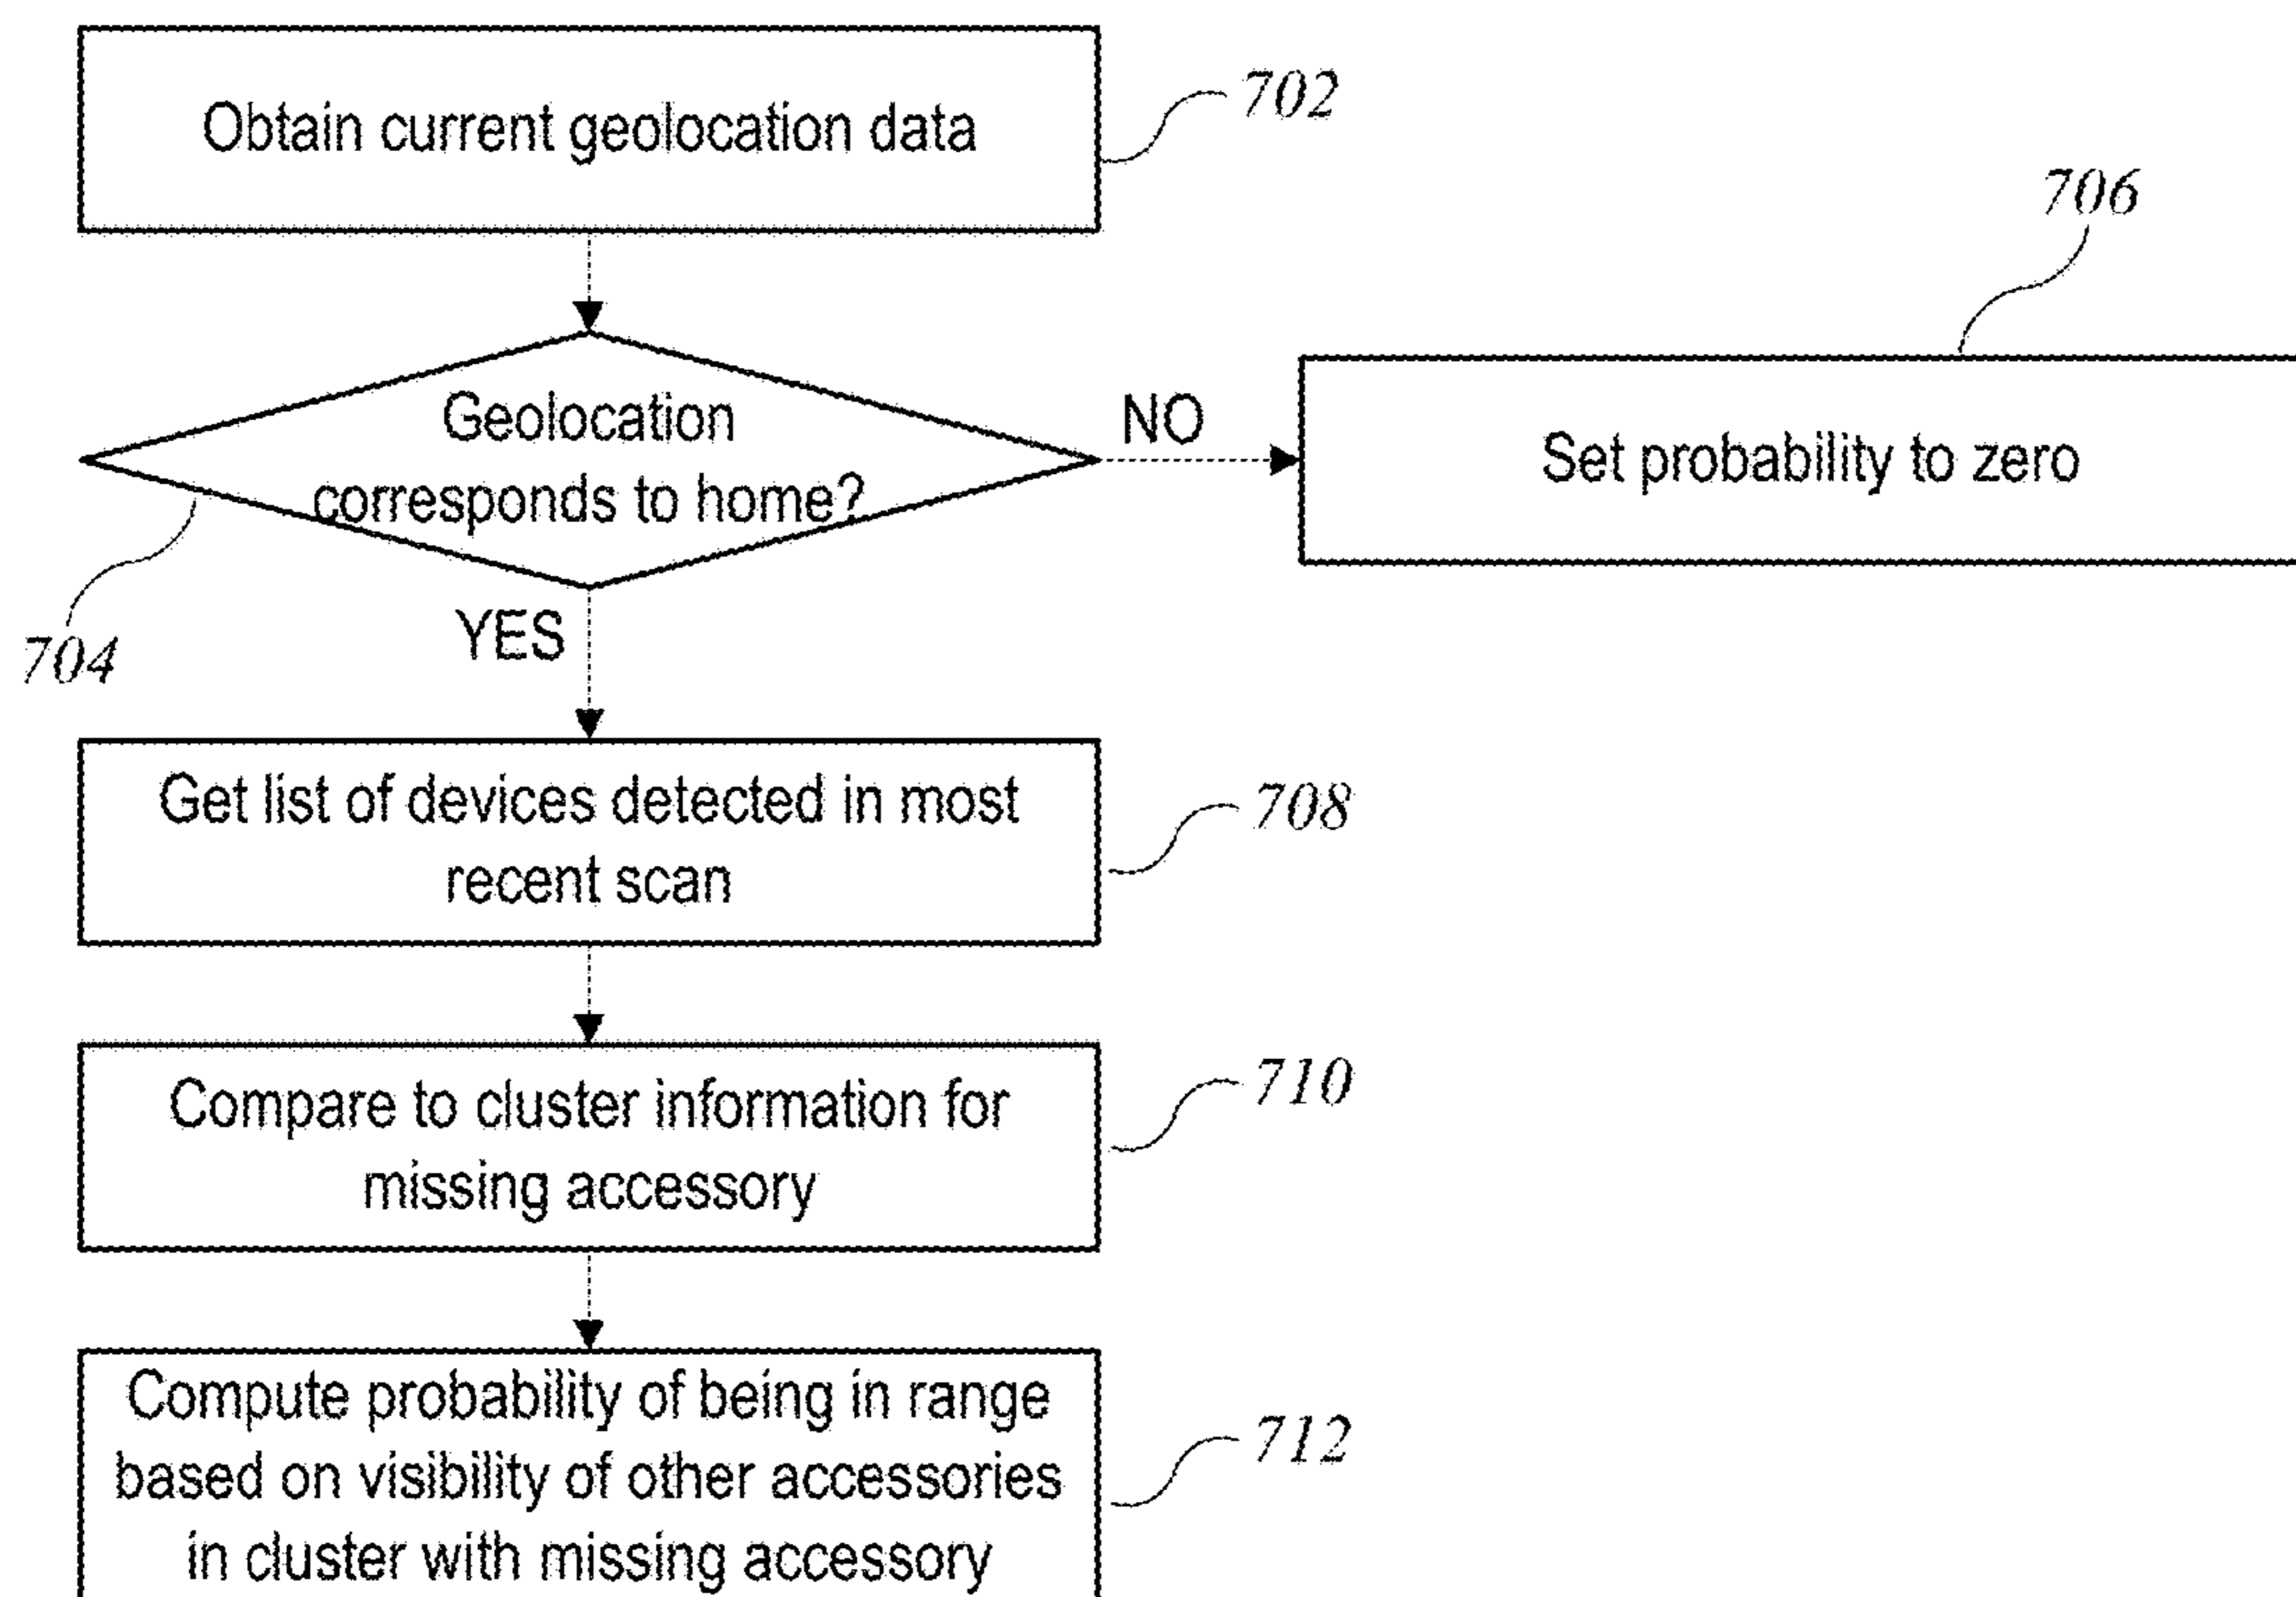 Obtain current geolocation data
702
706
Geolocation
corresponds to home?
NO
Set probability to zero
704
YES
Get list of devices detected in most
recent scan
708
Compare to cluster information for
missing accessory
710
Compute probability of being in range
based on visibility of other accessories
in cluster with missing accessory
712